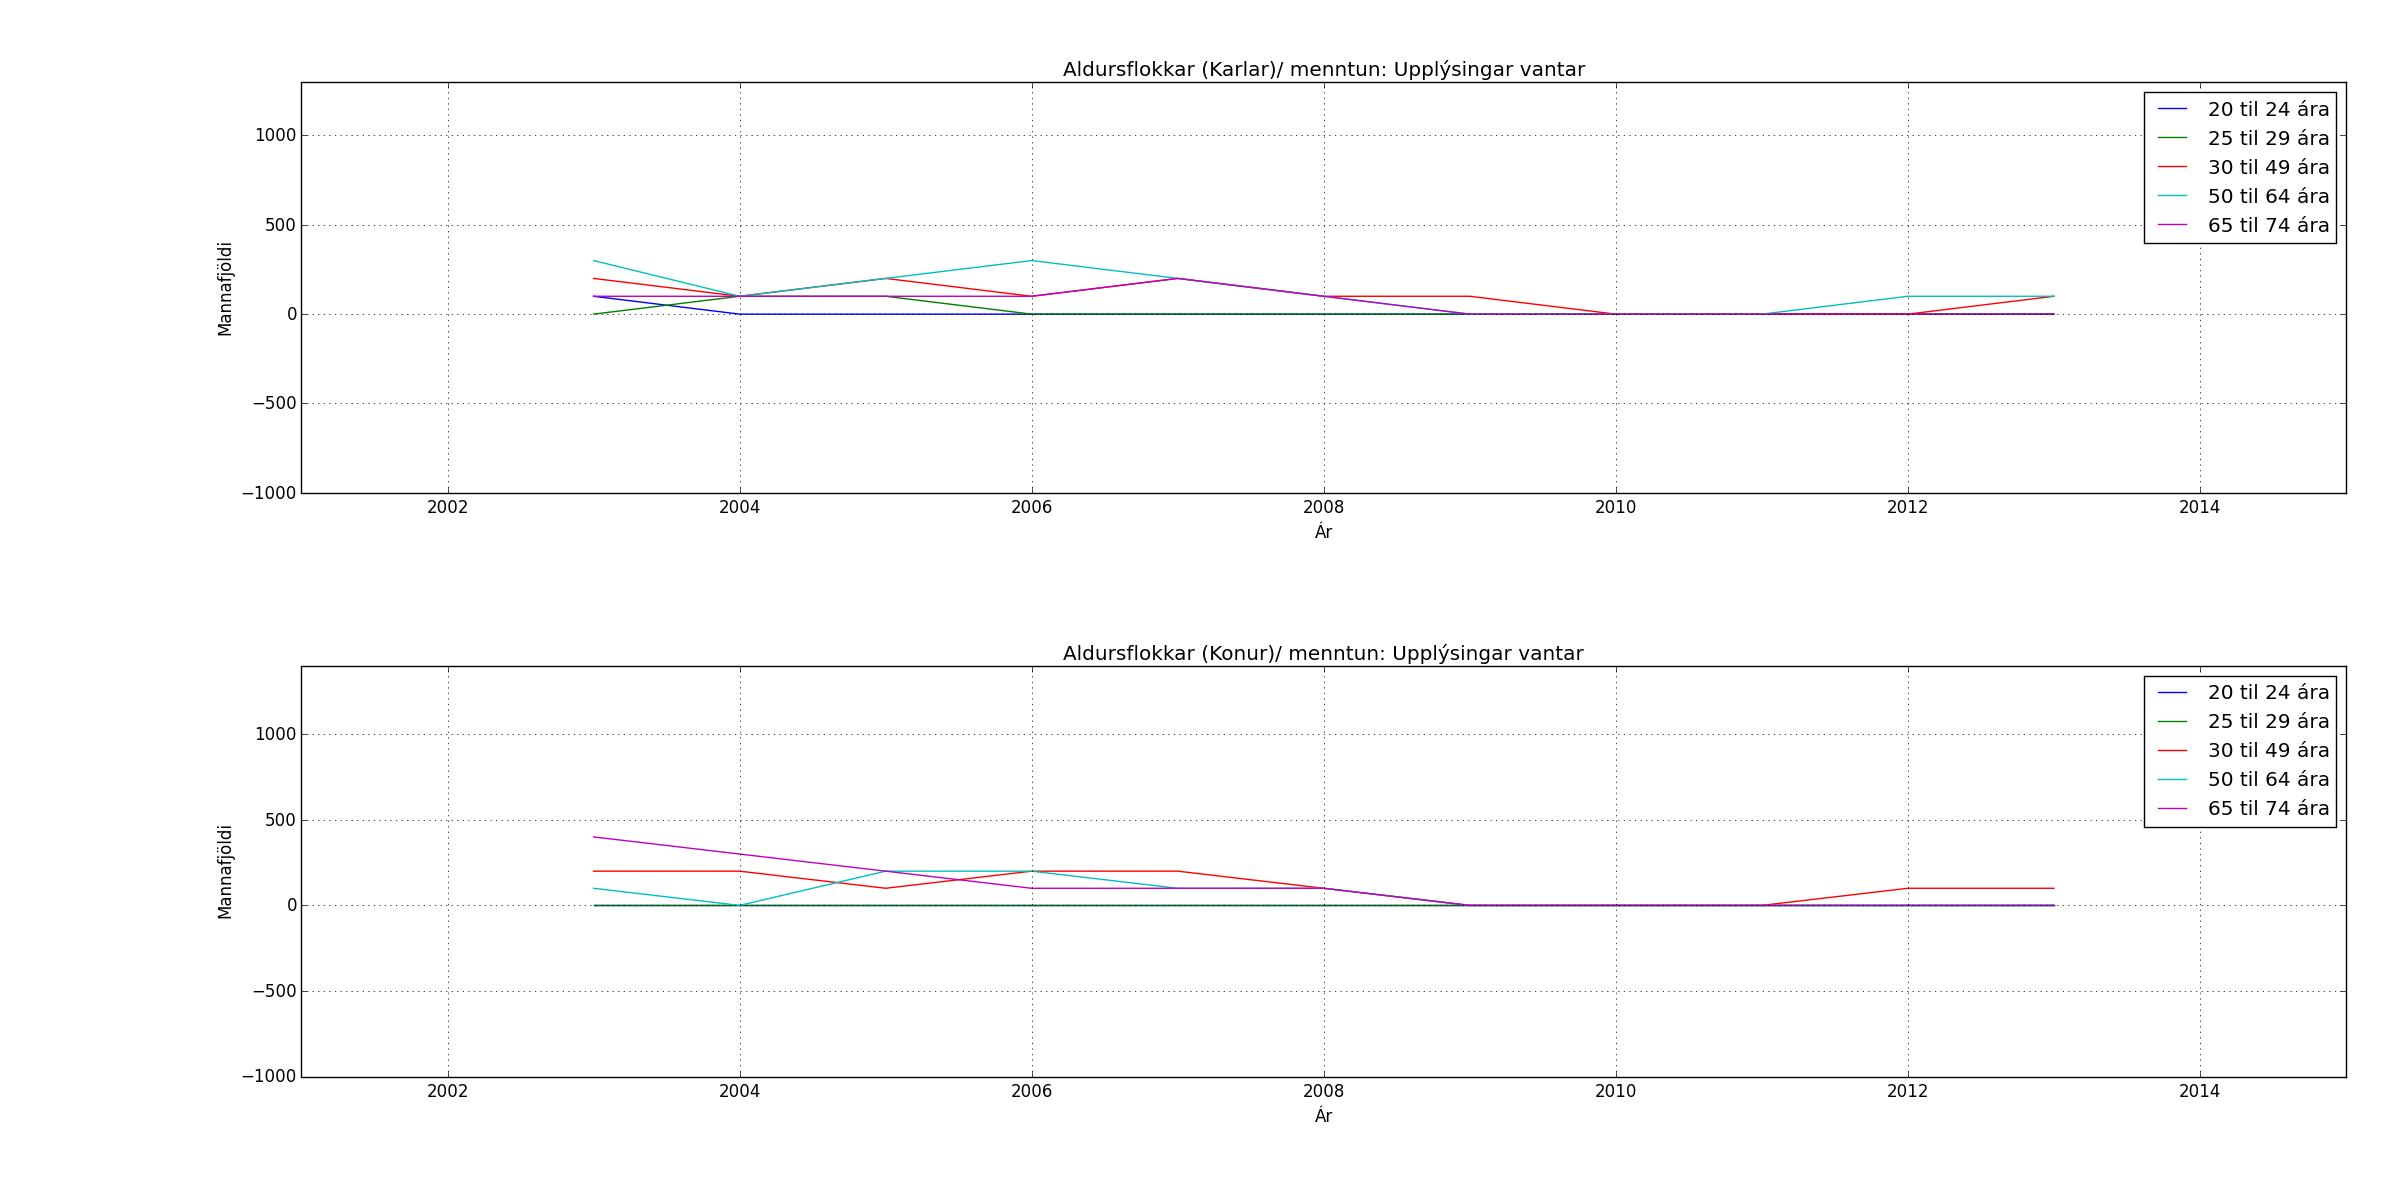 Aldursflokkar (Karlar)/ menntun: Upplýsingar vantar
1000
500
0
−500
−1000
Mannafjöldi
2002 2004 2006 2008 2010 2012 2014
Ár
20 til 24 ára
25 til 29 ára
30 til 49 ára
50 til 64 ára
65 til 74 ára
Aldursflokkar (Konur)/ menntun: Upplýsingar vantar
1000
500
0
−500
−1000
Mannafjöldi
2002 2004 2006 2008 2010 2012 2014
Ár
20 til 24 ára
25 til 29 ára
30 til 49 ára
50 til 64 ára
65 til 74 ára